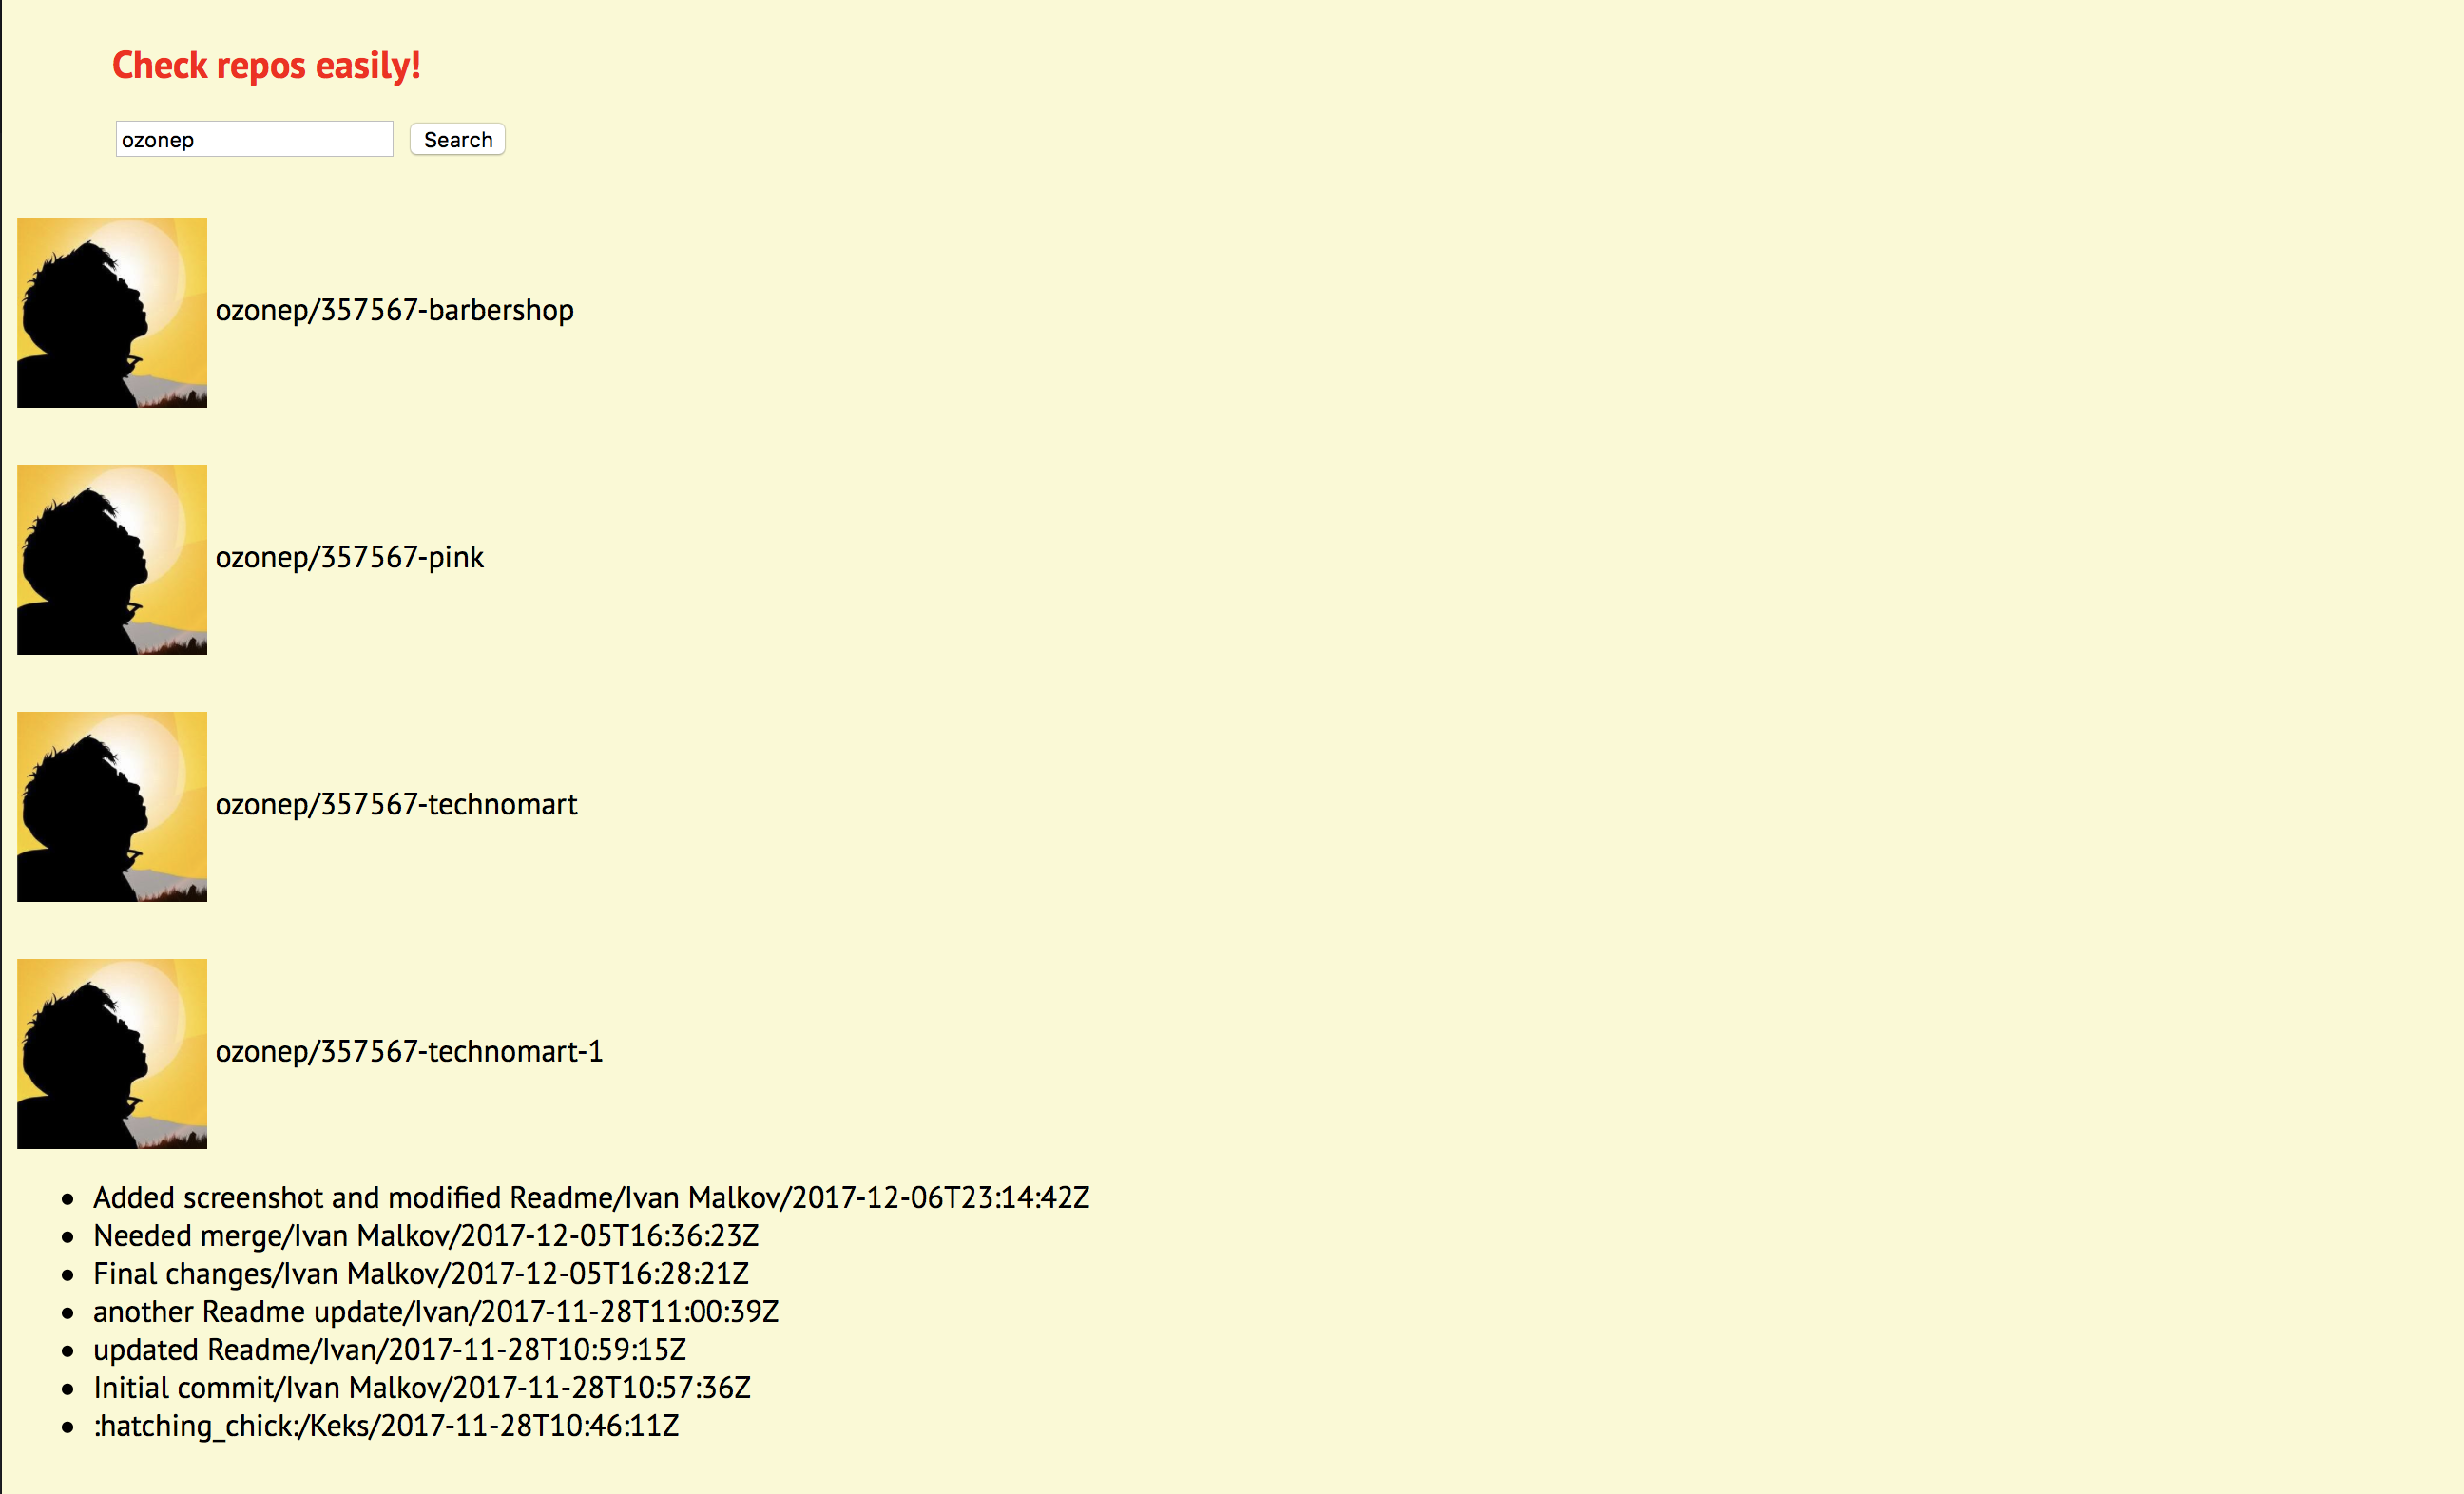 Check repos easily!
ozonep Search
ozonep/357567-barbershop
ozonep/357567-pink
ozonep/357567-technomart
ozonep/357567-technomart-1
Added screenshot and modified Readme/Ivan Malkov/2017-12-06T23:14:42Z
Needed merge/Ivan Malkov/2017-12-05T16:36:23Z
Final changes/Ivan Malkov/2017-12-05T16:28:21Z
another Readme update/Ivan/2017-11-28T11:00:39Z
updated Readme/Ivan/2017-11-28T10:59:15Z
Initial commit/Ivan Malkov/2017-11-28T10:57:36Z
:hatching_chick:/Keks/2017-11-28T10:46:11Z